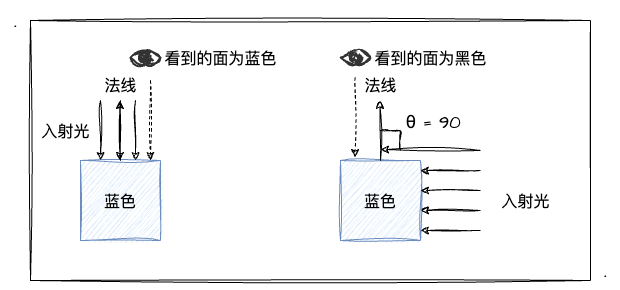 看到的面为蓝色
法线
入射光
蓝色
看到的面为黑色
法线
θ = 90
蓝色
入射光